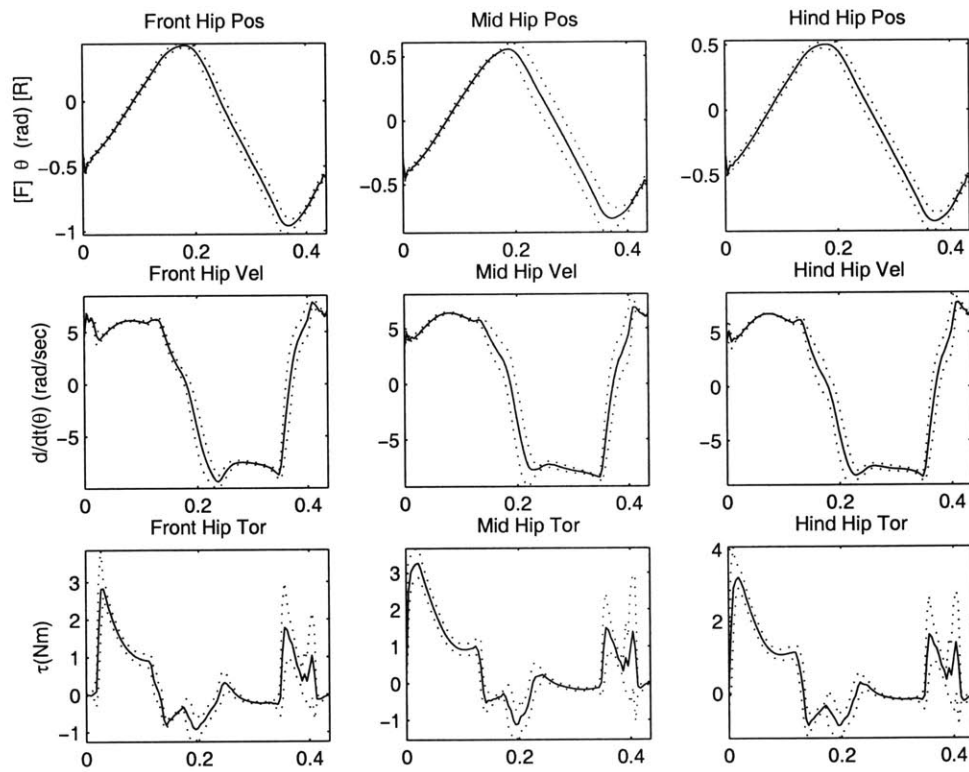 Front Hip Pos
Mid Hip Pos
Hind Hip Pos
[F] θ (rad) [R]
0
−0.5
−1
0 0.2 0.4
0.5
0
−0.5
0 0.2 0.4
0.5
0
−0.5
0 0.2 0.4
Front Hip Vel
Mid Hip Vel
Hind Hip Vel
d/dt(θ) (rad/sec)
5
0
−5
0 0.2 0.4
5
0
−5
0 0.2 0.4
5
0
−5
0 0.2 0.4
Front Hip Tor
Mid Hip Tor
Hind Hip Tor
τ(Nm)
3
2
1
0
−1
0 0.2 0.4
3
2
1
0
−1
0 0.2 0.4
4
2
0
0 0.2 0.4